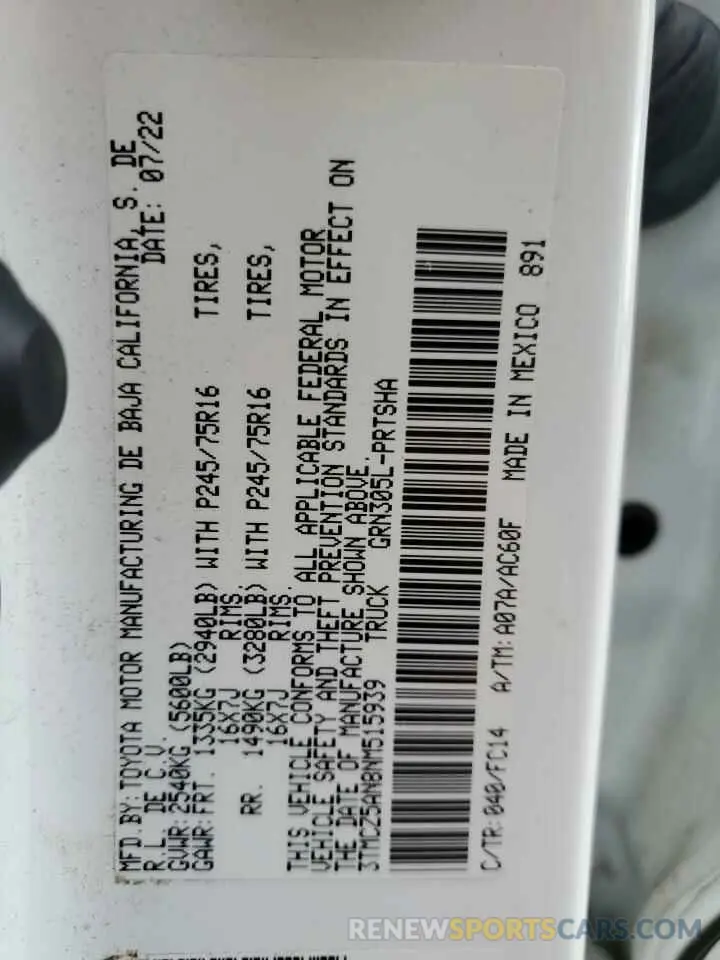 MFD.BY:TOYOTA MOTOR MANUFACTURING DE BAJA CALIFORNIA, S. DE
R.L. DE C.V. DATE: 07/22
GVWR:2540KG (5600LB)
GAWR:FRT. 1335KG (2940LB) WITH P245/75R16 TIRES,
16X7J RIMS.
RR. 1490KG (3280LB) WITH P245/75R16 TIRES,
16X7J RIMS.
THIS VEHICLE CONFORMS TO ALL APPLICABLE FEDERAL MOTOR
VEHICLE SAFETY AND THEFT PREVENTION STANDARDS IN EFFECT ON
THE DATE OF MANUFACTURE SHOWN ABOVE.
3TMCZ5AN8NM515939 TRUCK GRN305L-PRTSHA
C/TR:040/FC14 A/TM:A07A/AC60F MADE IN MEXICO 891
RENEWSPORTSCARS.COM